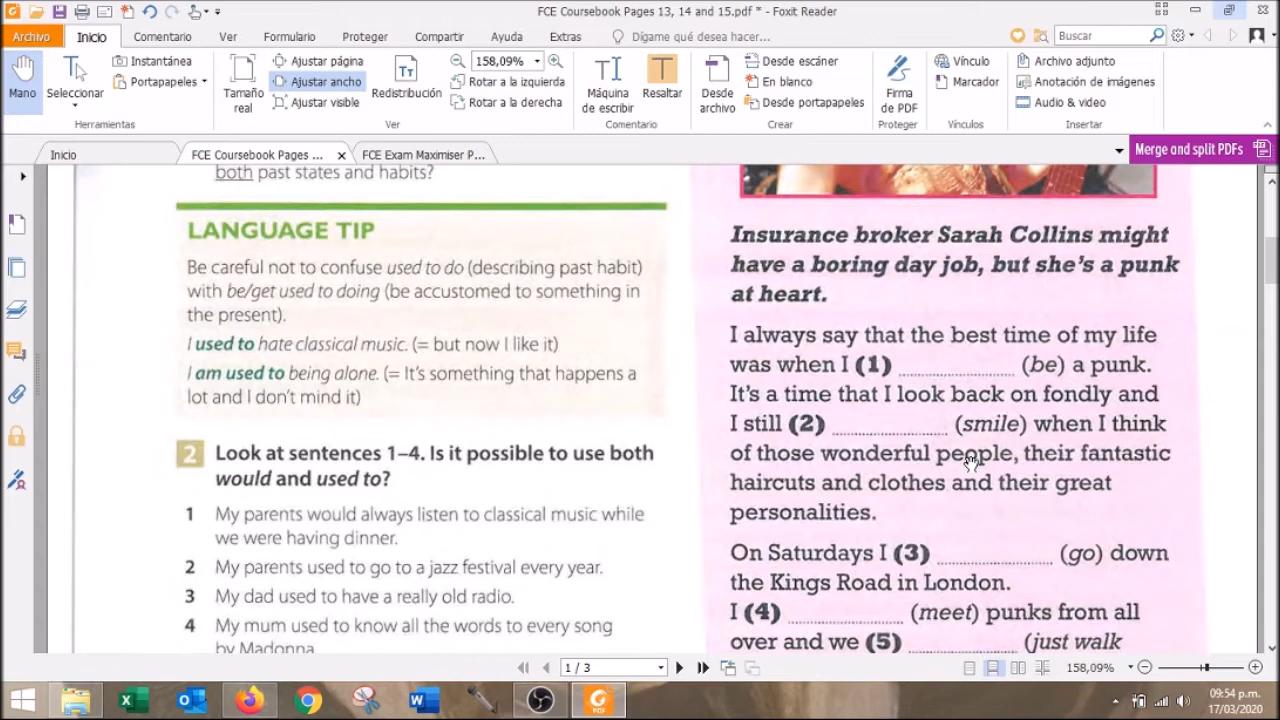 FCE Coursebook Pages 13, 14 and 15.pdf * - Foxit Reader
Archivo Inicio Comentario Ver Formulario Proteger Compartir Ayuda Extras Dígame qué desea hacer... Buscar
Mano
Seleccionar
Instantánea
Portapapeles
Herramientas
Tamaño real
Ajustar página
Ajustar ancho
Ajustar visible
Redistribución
158,09%
Rotar a la izquierda
Rotar a la derecha
Ver
Máquina de escribir
Resaltar
Comentario
Desde archivo
Desde escáner
En blanco
Desde portapapeles
Crear
Firma de PDF
Proteger
Vínculo
Marcador
Vínculos
Archivo adjunto
Anotación de imágenes
Audio & video
Insertar
Inicio FCE Coursebook Pages ... FCE Exam Maximiser P... Merge and split PDFs
both past states and habits?
LANGUAGE TIP
Be careful not to confuse used to do (describing past habit)
with be/get used to doing (be accustomed to something in
the present).
I used to hate classical music. (= but now I like it)
I am used to being alone. (= It's something that happens a
lot and I don't mind it)
2 Look at sentences 1–4. Is it possible to use both
would and used to?
1 My parents would always listen to classical music while
we were having dinner.
2 My parents used to go to a jazz festival every year.
3 My dad used to have a really old radio.
4 My mum used to know all the words to every song
by Madonna
Insurance broker Sarah Collins might
have a boring day job, but she's a punk
at heart.
I always say that the best time of my life
was when I (1) .................... (be) a punk.
It's a time that I look back on fondly and
I still (2) .................... (smile) when I think
of those wonderful people, their fantastic
haircuts and clothes and their great
personalities.
On Saturdays I (3) .................... (go) down
the Kings Road in London.
I (4) .................... (meet) punks from all
over and we (5) .................... (just walk
1 / 3
158,09%
09:54 p.m.
17/03/2020